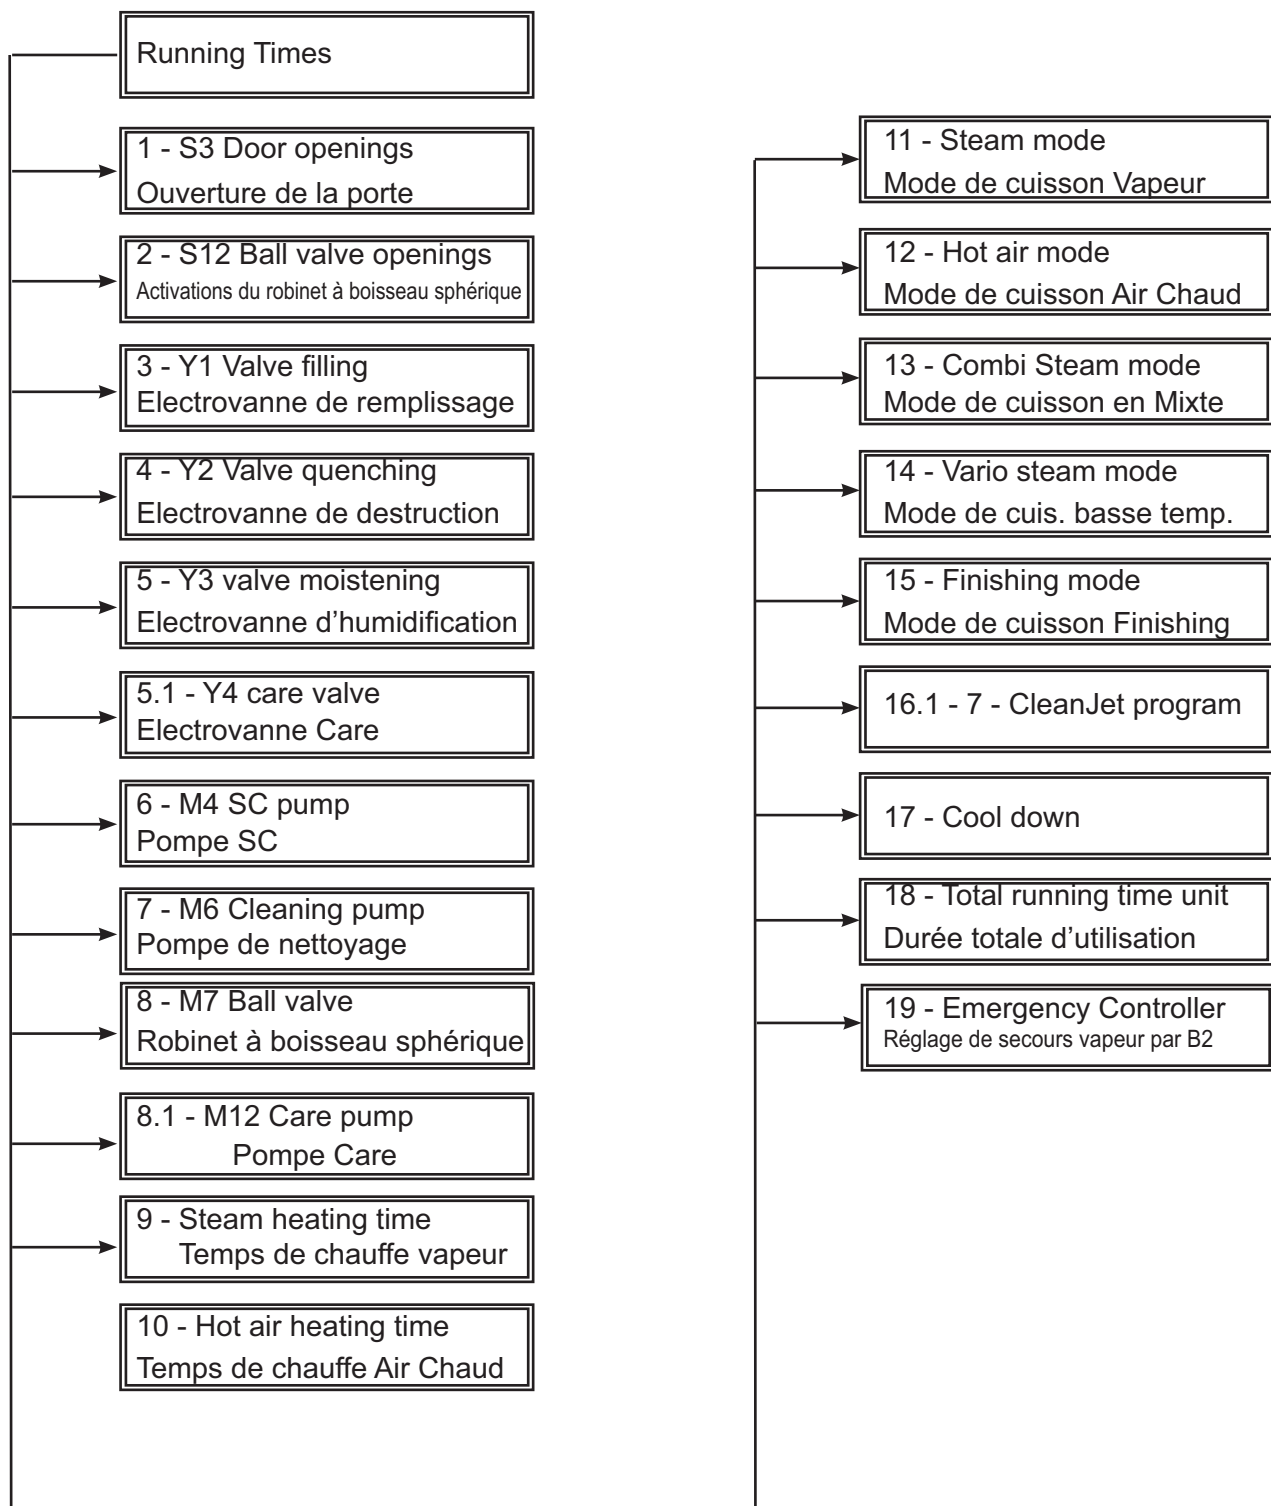 Running Times
1 - S3 Door openings
Ouverture de la porte
2 - S12 Ball valve openings
Activations du robinet à boisseau sphérique
3 - Y1 Valve filling
Electrovanne de remplissage
4 - Y2 Valve quenching
Electrovanne de destruction
5 - Y3 valve moistening
Electrovanne d’humidification
5.1 - Y4 care valve
Electrovanne Care
6 - M4 SC pump
Pompe SC
7 - M6 Cleaning pump
Pompe de nettoyage
8 - M7 Ball valve
Robinet à boisseau sphérique
8.1 - M12 Care pump
Pompe Care
9 - Steam heating time
Temps de chauffe vapeur
10 - Hot air heating time
Temps de chauffe Air Chaud
11 - Steam mode
Mode de cuisson Vapeur
12 - Hot air mode
Mode de cuisson Air Chaud
13 - Combi Steam mode
Mode de cuisson en Mixte
14 - Vario steam mode
Mode de cuis. basse temp.
15 - Finishing mode
Mode de cuisson Finishing
16.1 - 7 - CleanJet program
17 - Cool down
18 - Total running time unit
Durée totale d’utilisation
19 - Emergency Controller
Réglage de secours vapeur par B2